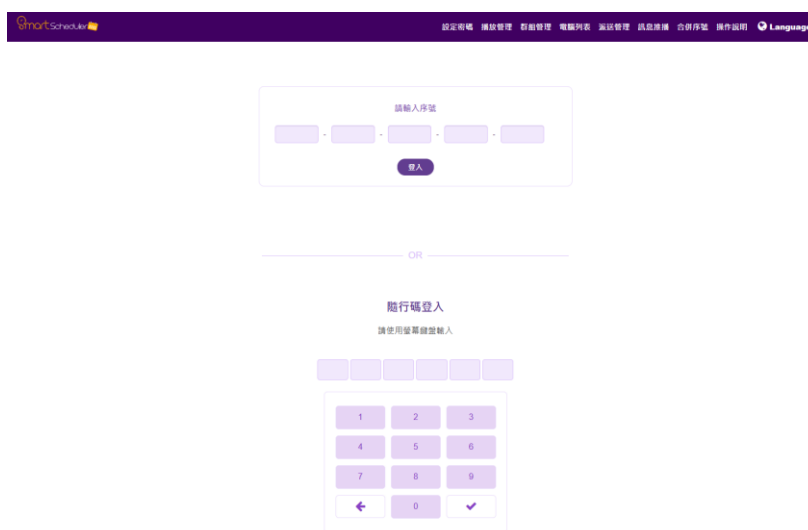 SmartScheduler 設定密碼 播放管理 群組管理 電腦列表 派送管理 訊息推播 合併序號 操作說明 Language
請輸入序號
- - - -
登入
OR
隨行碼登入
請使用螢幕鍵盤輸入
1 2 3
4 5 6
7 8 9
0